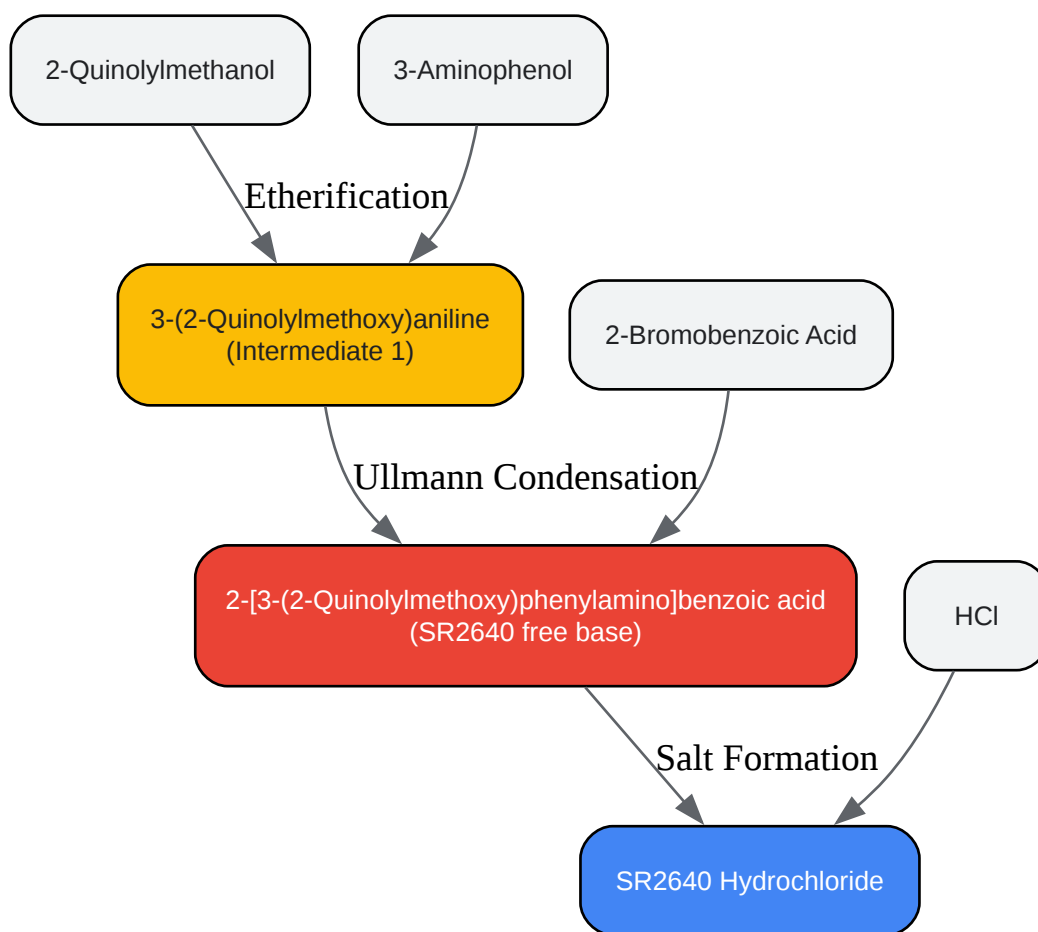 2-Quinolylmethanol
3-Aminophenol
Etherification
3-(2-Quinolylmethoxy)aniline
(Intermediate 1)
2-Bromobenzoic Acid
Ullmann Condensation
2-[3-(2-Quinolylmethoxy)phenylamino]benzoic acid
(SR2640 free base)
HCl
Salt Formation
SR2640 Hydrochloride